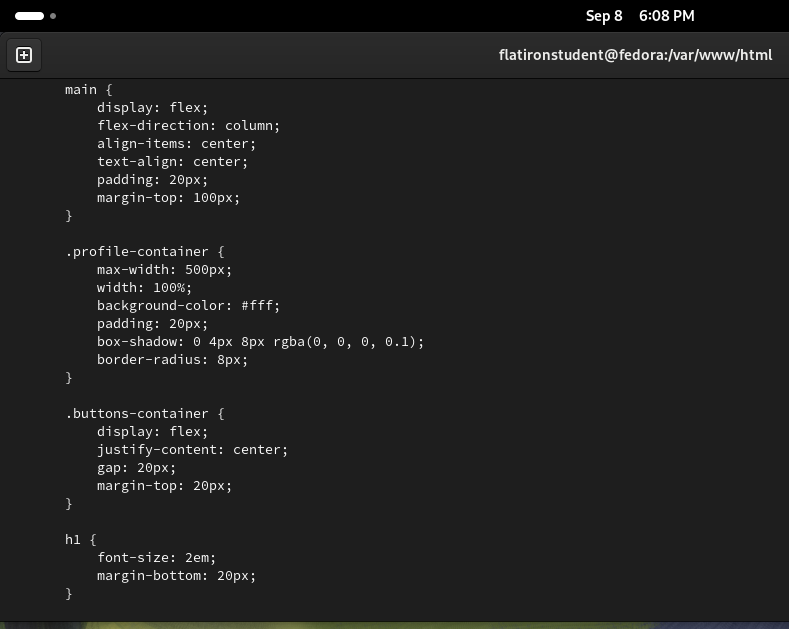 Sep 8 6:08 PM
flatironstudent@fedora:/var/www/html
main {
    display: flex;
    flex-direction: column;
    align-items: center;
    text-align: center;
    padding: 20px;
    margin-top: 100px;
}

.profile-container {
    max-width: 500px;
    width: 100%;
    background-color: #fff;
    padding: 20px;
    box-shadow: 0 4px 8px rgba(0, 0, 0, 0.1);
    border-radius: 8px;
}

.buttons-container {
    display: flex;
    justify-content: center;
    gap: 20px;
    margin-top: 20px;
}

h1 {
    font-size: 2em;
    margin-bottom: 20px;
}